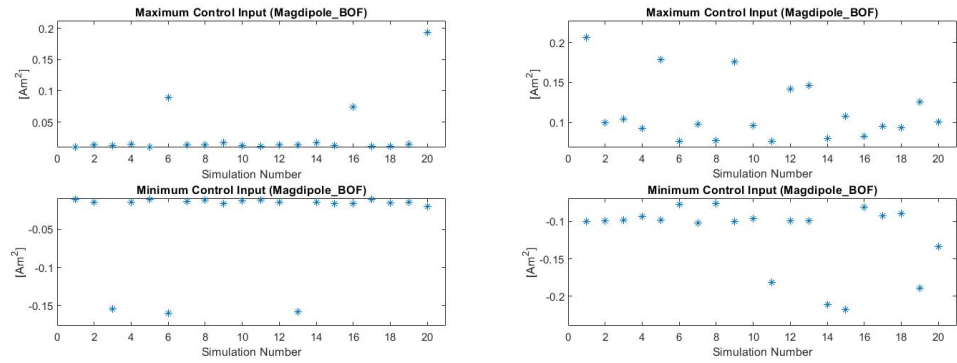 Maximum Control Input (Magdipole_BOF)
0.2
0.15
0.1
0.05
[Am²]
0 2 4 6 8 10 12 14 16 18 20
Simulation Number
Minimum Control Input (Magdipole_BOF)
-0.05
-0.1
-0.15
[Am²]
0 2 4 6 8 10 12 14 16 18 20
Simulation Number
Maximum Control Input (Magdipole_BOF)
0.2
0.15
0.1
[Am²]
0 2 4 6 8 10 12 14 16 18 20
Simulation Number
Minimum Control Input (Magdipole_BOF)
-0.1
-0.15
-0.2
[Am²]
0 2 4 6 8 10 12 14 16 18 20
Simulation Number